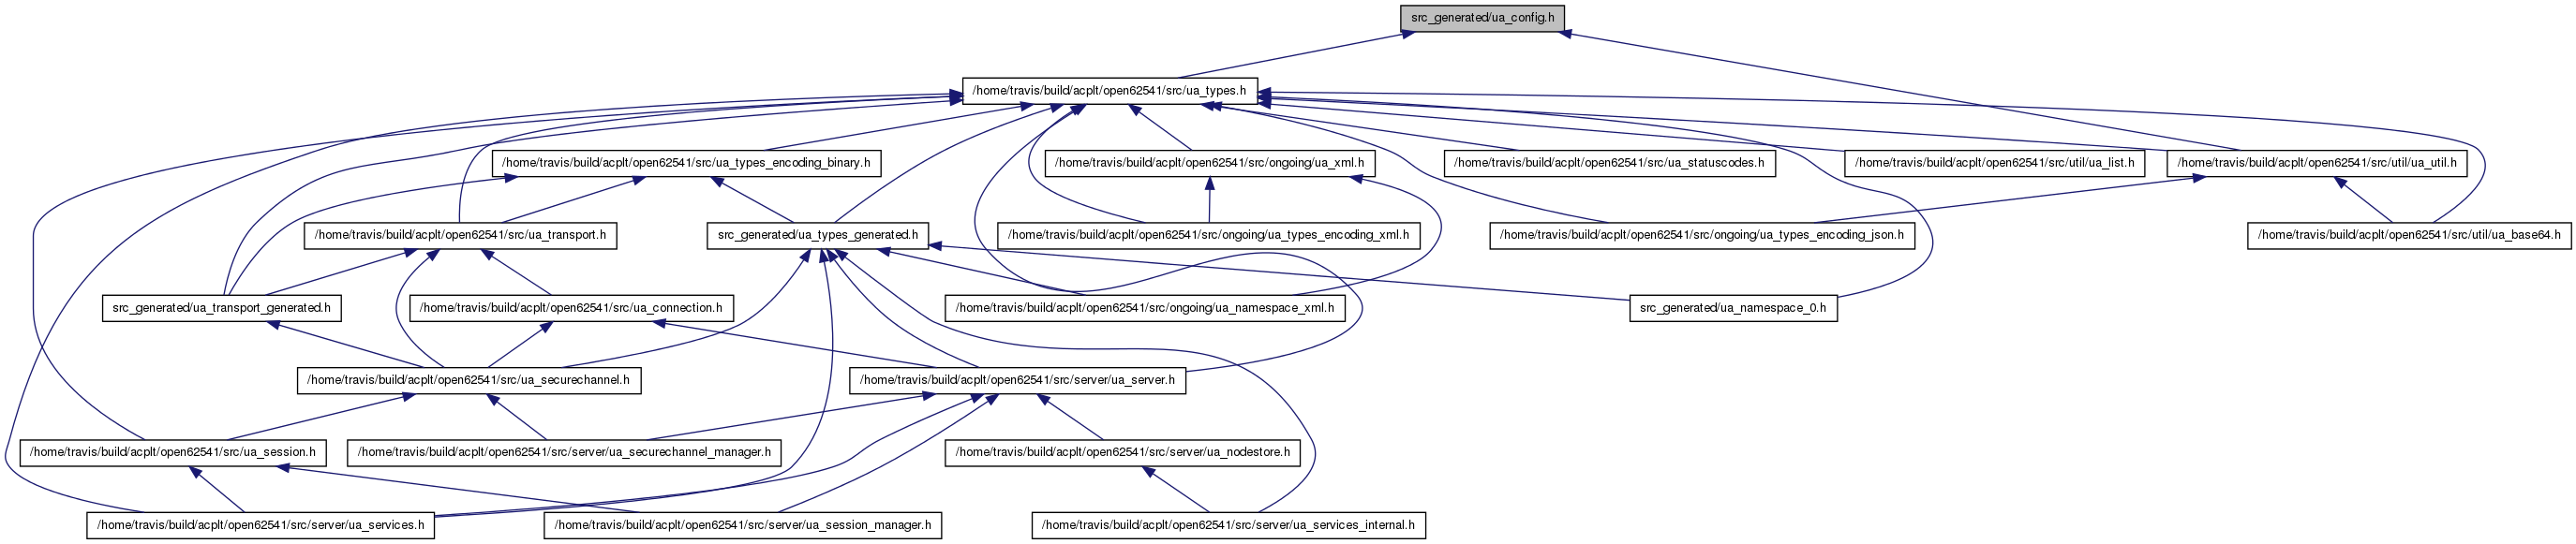 src_generated/ua_config.h
/home/travis/build/acplt/open62541/src/ua_types.h
/home/travis/build/acplt/open62541/src/ua_types_encoding_binary.h
/home/travis/build/acplt/open62541/src/ongoing/ua_xml.h
/home/travis/build/acplt/open62541/src/ua_statuscodes.h
/home/travis/build/acplt/open62541/src/util/ua_list.h
/home/travis/build/acplt/open62541/src/util/ua_util.h
/home/travis/build/acplt/open62541/src/ua_transport.h
src_generated/ua_types_generated.h
/home/travis/build/acplt/open62541/src/ongoing/ua_types_encoding_xml.h
/home/travis/build/acplt/open62541/src/ongoing/ua_types_encoding_json.h
/home/travis/build/acplt/open62541/src/util/ua_base64.h
src_generated/ua_transport_generated.h
/home/travis/build/acplt/open62541/src/ua_connection.h
/home/travis/build/acplt/open62541/src/ongoing/ua_namespace_xml.h
src_generated/ua_namespace_0.h
/home/travis/build/acplt/open62541/src/ua_securechannel.h
/home/travis/build/acplt/open62541/src/server/ua_server.h
/home/travis/build/acplt/open62541/src/ua_session.h
/home/travis/build/acplt/open62541/src/server/ua_securechannel_manager.h
/home/travis/build/acplt/open62541/src/server/ua_nodestore.h
/home/travis/build/acplt/open62541/src/server/ua_services.h
/home/travis/build/acplt/open62541/src/server/ua_session_manager.h
/home/travis/build/acplt/open62541/src/server/ua_services_internal.h